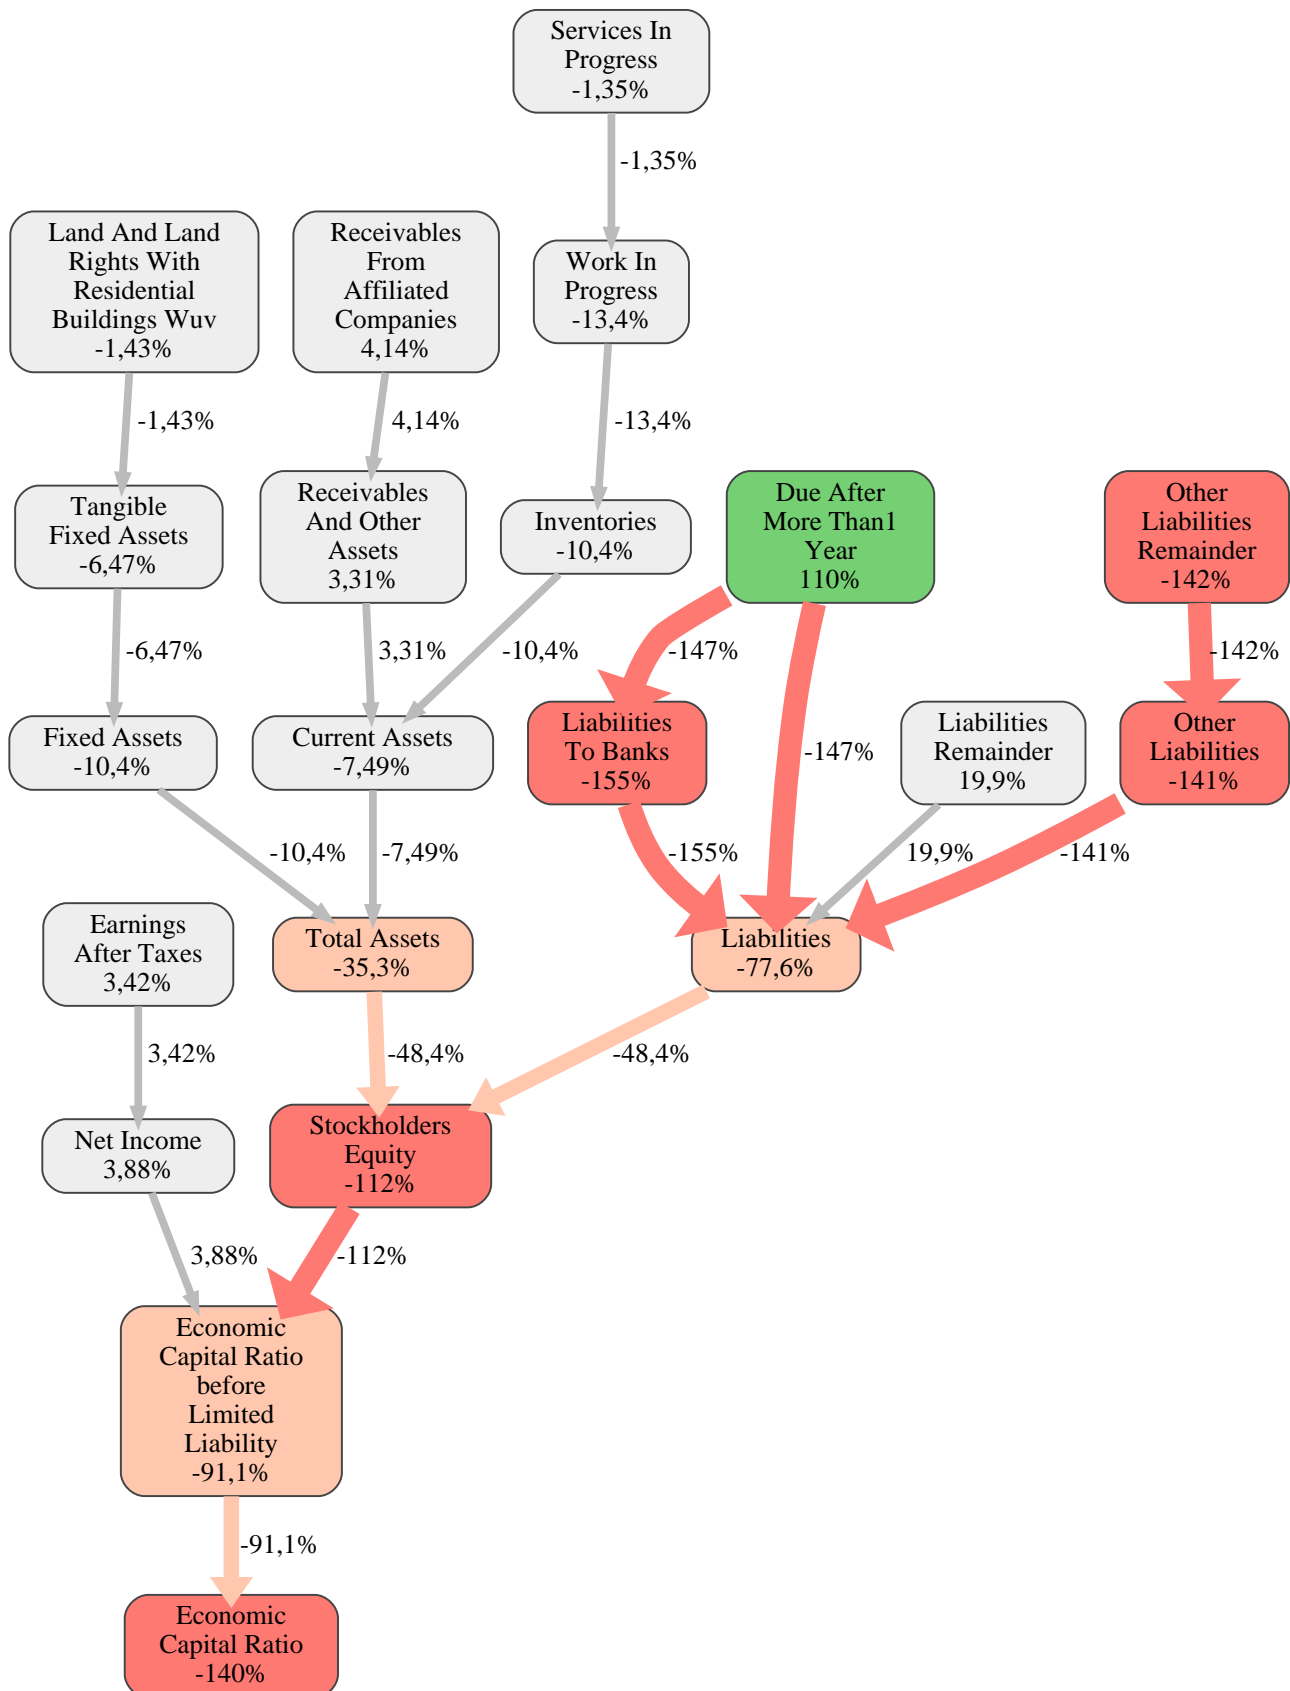 Services In
Progress
-1,35%
-1,35%
Land And Land
Rights With
Residential
Buildings Wuv
-1,43%
Receivables
From
Affiliated
Companies
4,14%
Work In
Progress
-13,4%
-1,43%
4,14%
-13,4%
Tangible
Fixed Assets
-6,47%
Receivables
And Other
Assets
3,31%
Inventories
-10,4%
Due After
More Than1
Year
110%
Other
Liabilities
Remainder
-142%
-6,47%
3,31%
-10,4%
-147%
-142%
Fixed Assets
-10,4%
Current Assets
-7,49%
Liabilities
To Banks
-155%
-147%
Liabilities
Remainder
19,9%
Other
Liabilities
-141%
-10,4%
-7,49%
-155%
19,9%
-141%
Earnings
After Taxes
3,42%
Total Assets
-35,3%
Liabilities
-77,6%
3,42%
-48,4%
-48,4%
Net Income
3,88%
Stockholders
Equity
-112%
3,88%
-112%
Economic
Capital Ratio
before
Limited
Liability
-91,1%
-91,1%
Economic
Capital Ratio
-140%